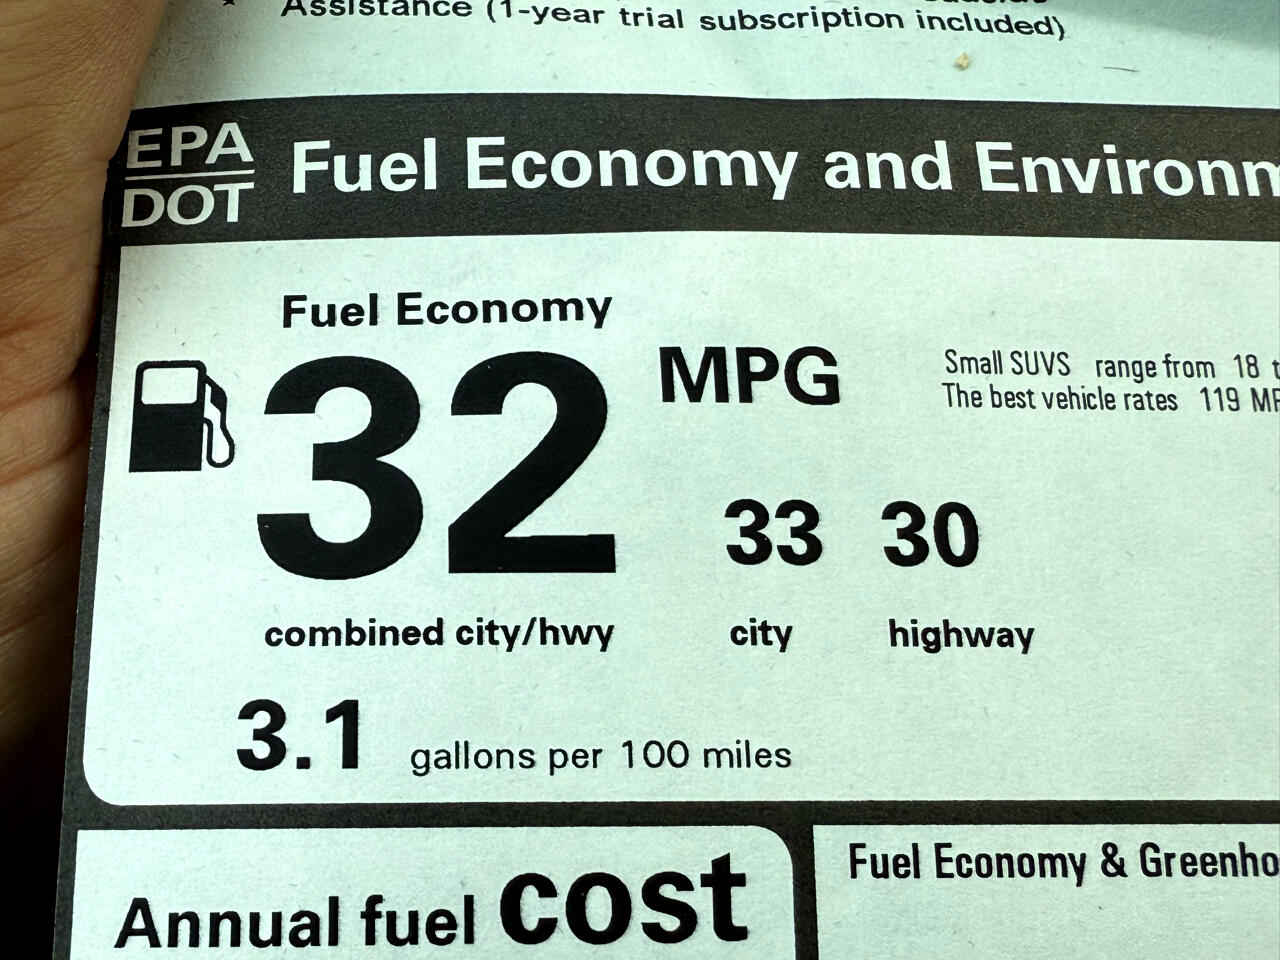 Assistance (1-year trial subscription included)
EPA
DOT
Fuel Economy and Environm
Fuel Economy
32 MPG
Small SUVS range from 18 t
The best vehicle rates 119 MP
33 30
combined city/hwy city highway
3.1 gallons per 100 miles
Annual fuel cost
Fuel Economy & Greenho